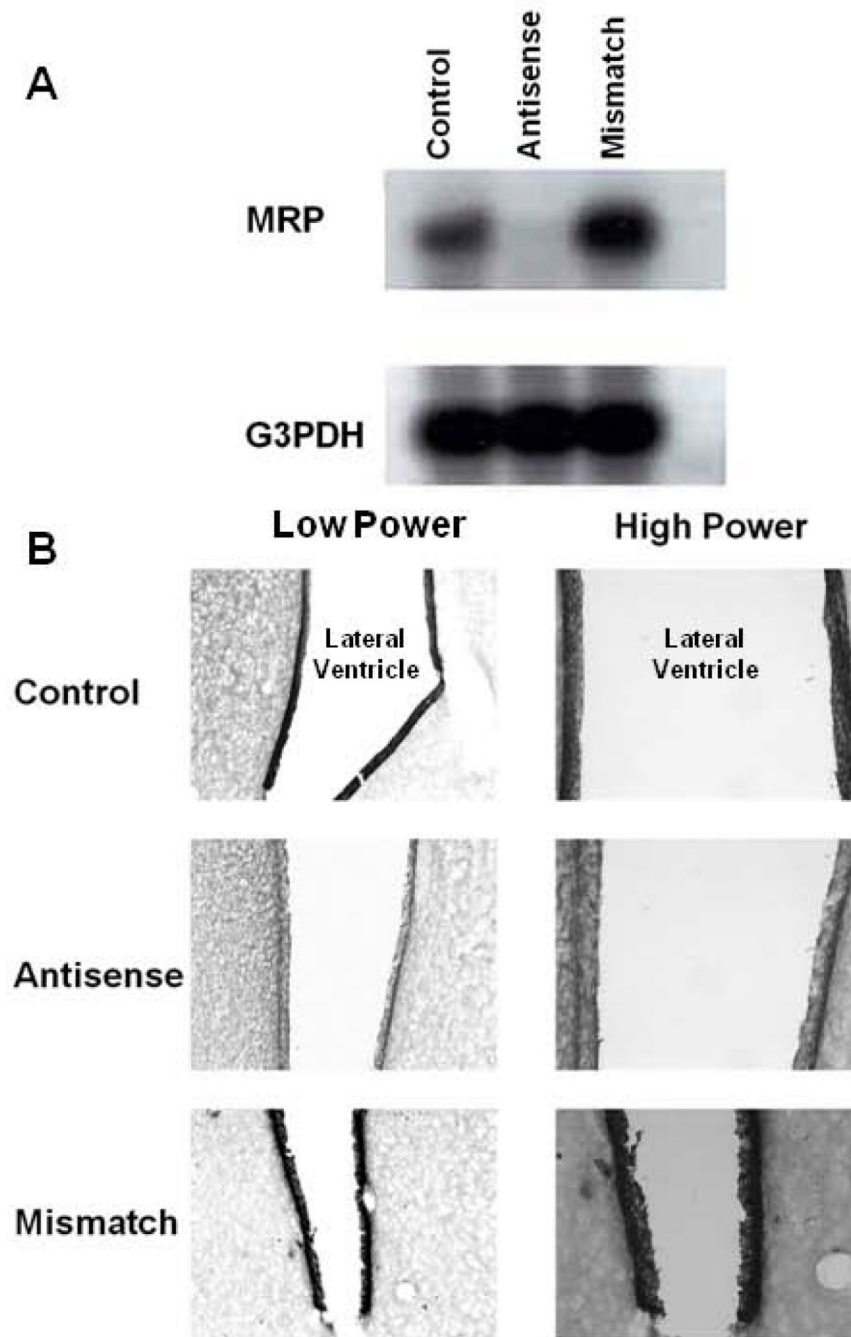 A
Control
Antisense
Mismatch
MRP
G3PDH
B
Low Power
High Power
Control
Lateral
Ventricle
Lateral
Ventricle
Antisense
Mismatch